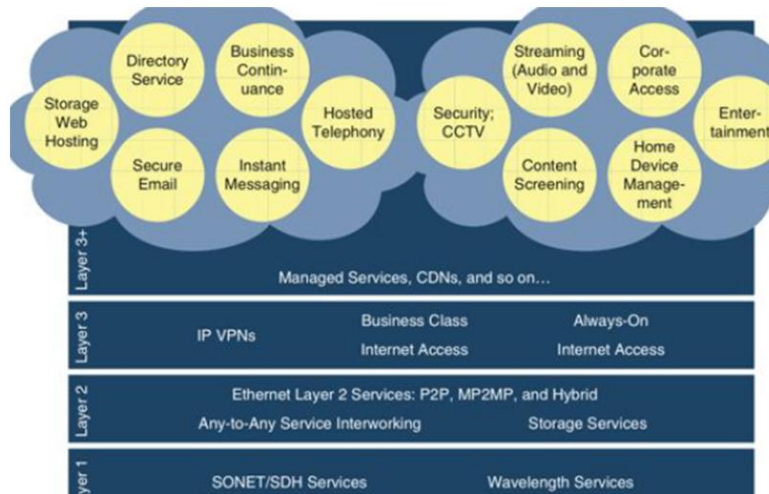 Directory
Service
Business
Contin-
uance
Storage
Web
Hosting
Hosted
Telephony
Secure
Email
Instant
Messaging
Streaming
(Audio and
Video)
Cor-
porate
Access
Security;
CCTV
Enter-
tainment
Content
Screening
Home
Device
Manage-
ment
Layer 3+
Managed Services, CDNs, and so on…
Layer 3
IP VPNs
Business Class
Internet Access
Always-On
Internet Access
Layer 2
Ethernet Layer 2 Services: P2P, MP2MP, and Hybrid
Any-to-Any Service Interworking
Storage Services
yer 1
SONET/SDH Services
Wavelength Services